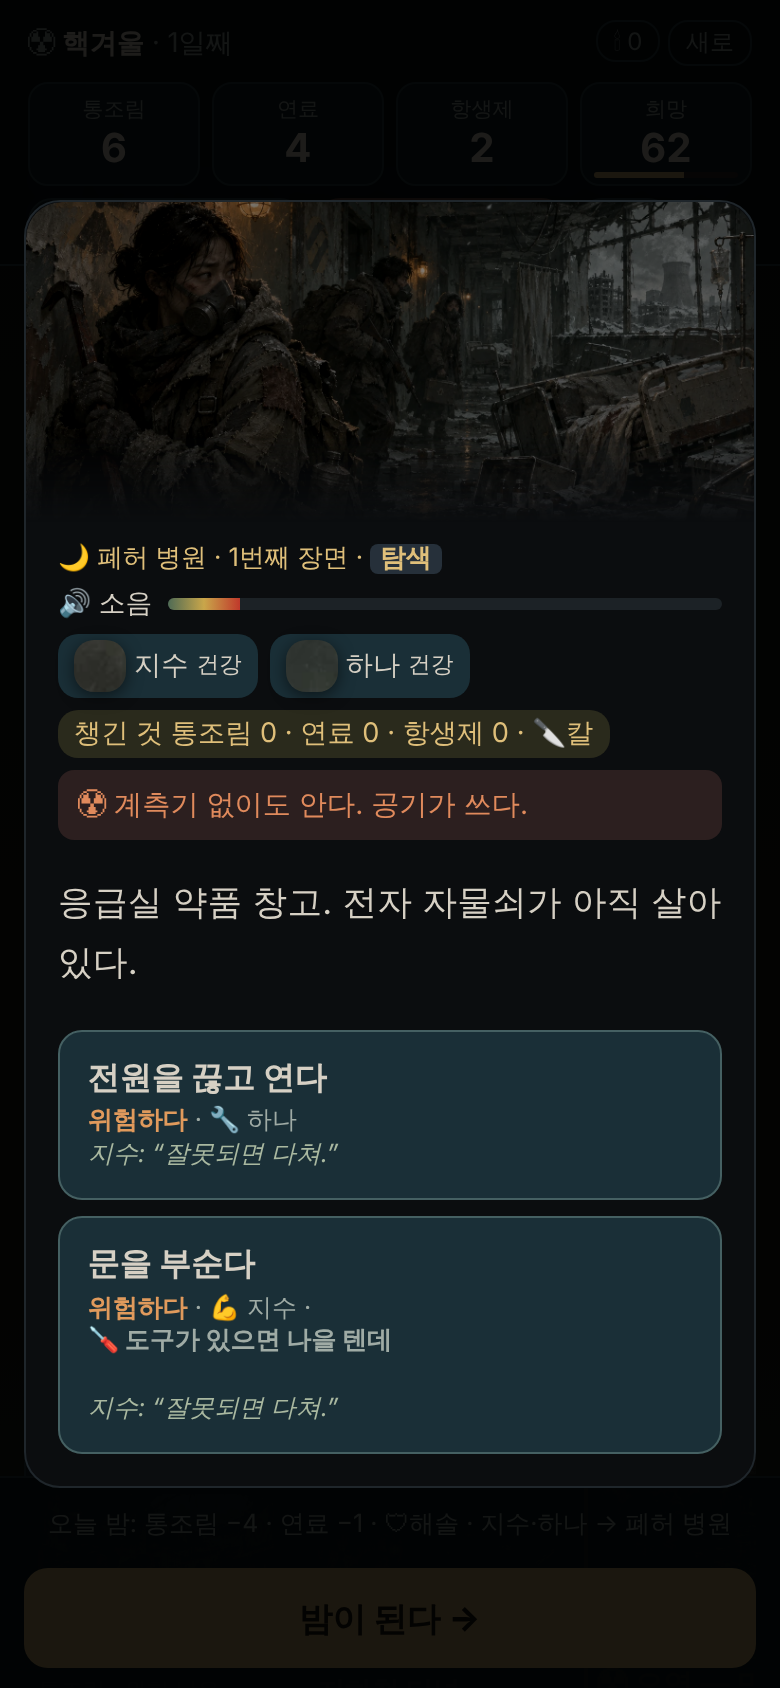 ☢ 핵겨울 · 1일째
0
새로
통조림
연료
항생제
희망
6
4
2
62
🌙 폐허 병원 · 1번째 장면 · 탐색
🔊 소음
지수 건강
하나 건강
챙긴 것 통조림 0 · 연료 0 · 항생제 0 · 🔪칼
☢ 계측기 없이도 안다. 공기가 쓰다.
응급실 약품 창고. 전자 자물쇠가 아직 살아
있다.
전원을 끊고 연다
위험하다 · 🔧 하나
지수: “잘못되면 다쳐.”
문을 부순다
위험하다 · 💪 지수 ·
🪛 도구가 있으면 나을 텐데
지수: “잘못되면 다쳐.”
오늘 밤: 통조림 −4 · 연료 −1 · 🛡해솔 · 지수·하나 → 폐허 병원
밤이 된다 →